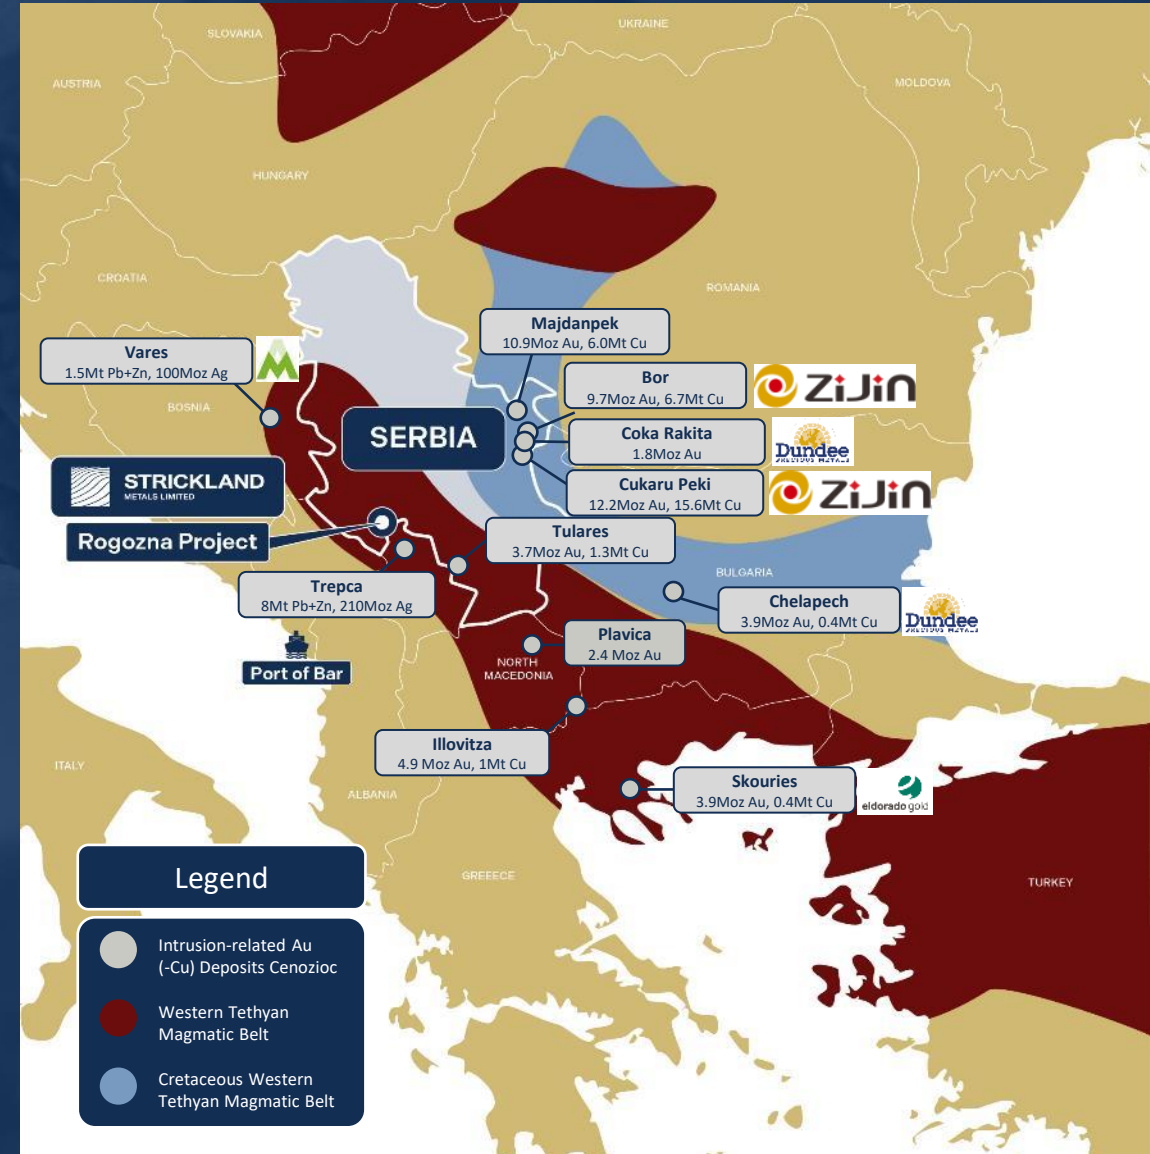 SLOVAKIA
UKRAINE
AUSTRIA
MOLDOVA
HUNGARY
CROATIA
ROMANIA
Majdanpek
10.9Moz Au, 6.0Mt Cu
Vares
1.5Mt Pb+Zn, 100Moz Ag
Bor
9.7Moz Au, 6.7Mt Cu
ZiJin
BOSNIA
SERBIA
Coka Rakita
1.8Moz Au
Dundee
PRECIOUS METALS
STRICKLAND
METALS LIMITED
Cukaru Peki
12.2Moz Au, 15.6Mt Cu
ZiJin
Rogozna Project
Tulares
3.7Moz Au, 1.3Mt Cu
BULGARIA
Trepca
8Mt Pb+Zn, 210Moz Ag
Chelapech
3.9Moz Au, 0.4Mt Cu
Dundee
PRECIOUS METALS
Plavica
2.4 Moz Au
Port of Bar
NORTH
MACEDONIA
Illovitza
4.9 Moz Au, 1Mt Cu
ITALY
ALBANIA
Skouries
3.9Moz Au, 0.4Mt Cu
eldorado gold
GREEECE
TURKEY
Legend
Intrusion-related Au
(-Cu) Deposits Cenozioc
Western Tethyan
Magmatic Belt
Cretaceous Western
Tethyan Magmatic Belt